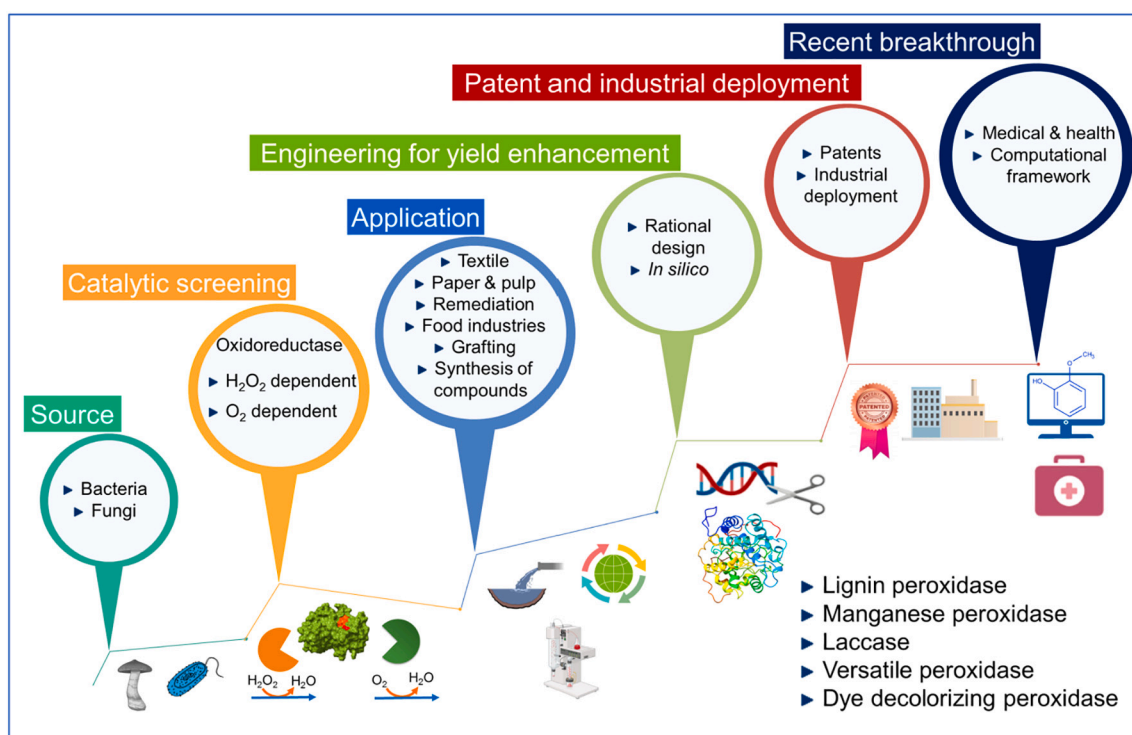 Recent breakthrough
Medical & health
Computational
framework
Patent and industrial deployment
Patents
Industrial
deployment
Engineering for yield enhancement
Rational
design
In silico
Application
Textile
Paper & pulp
Remediation
Food industries
Grafting
Synthesis of
compounds
Catalytic screening
Oxidoreductase
H₂O₂ dependent
O₂ dependent
Source
Bacteria
Fungi
H₂O₂ H₂O
O₂ H₂O
PATENTED
O
CH₃
HO
Lignin peroxidase
Manganese peroxidase
Laccase
Versatile peroxidase
Dye decolorizing peroxidase